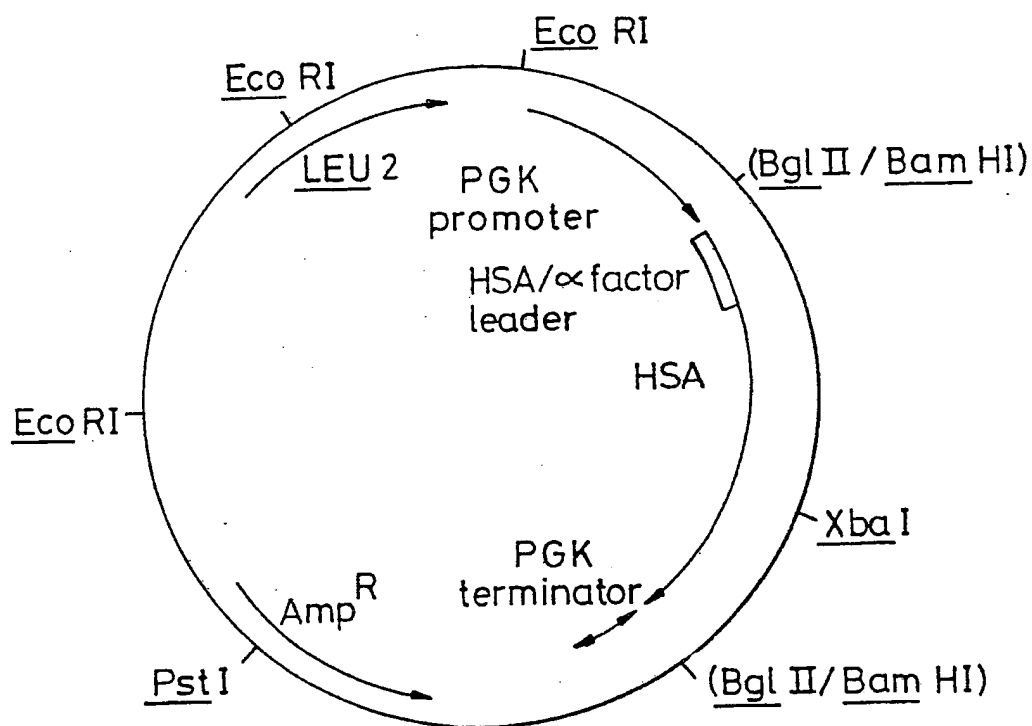 Eco RI
Eco RI
LEU 2
(Bgl II / Bam HI)
PGK
promoter
HSA/∝ factor
leader
HSA
Eco RI
Xba I
PGK
terminator
Amp^R
Pst I
(Bgl II/Bam HI)